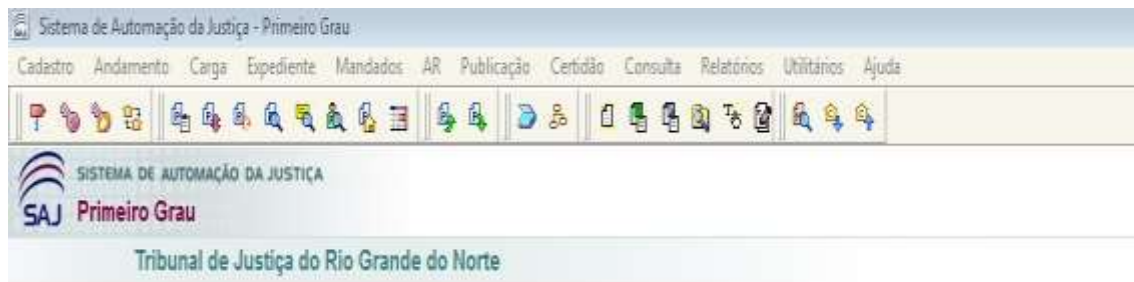 Sistema de Automação da Justiça - Primeiro Grau
Cadastro Andamento Carga Expediente Mandados AR Publicação Certidão Consulta Relatórios Utilitários Ajuda
SISTEMA DE AUTOMAÇÃO DA JUSTIÇA
SAJ Primeiro Grau
Tribunal de Justiça do Rio Grande do Norte